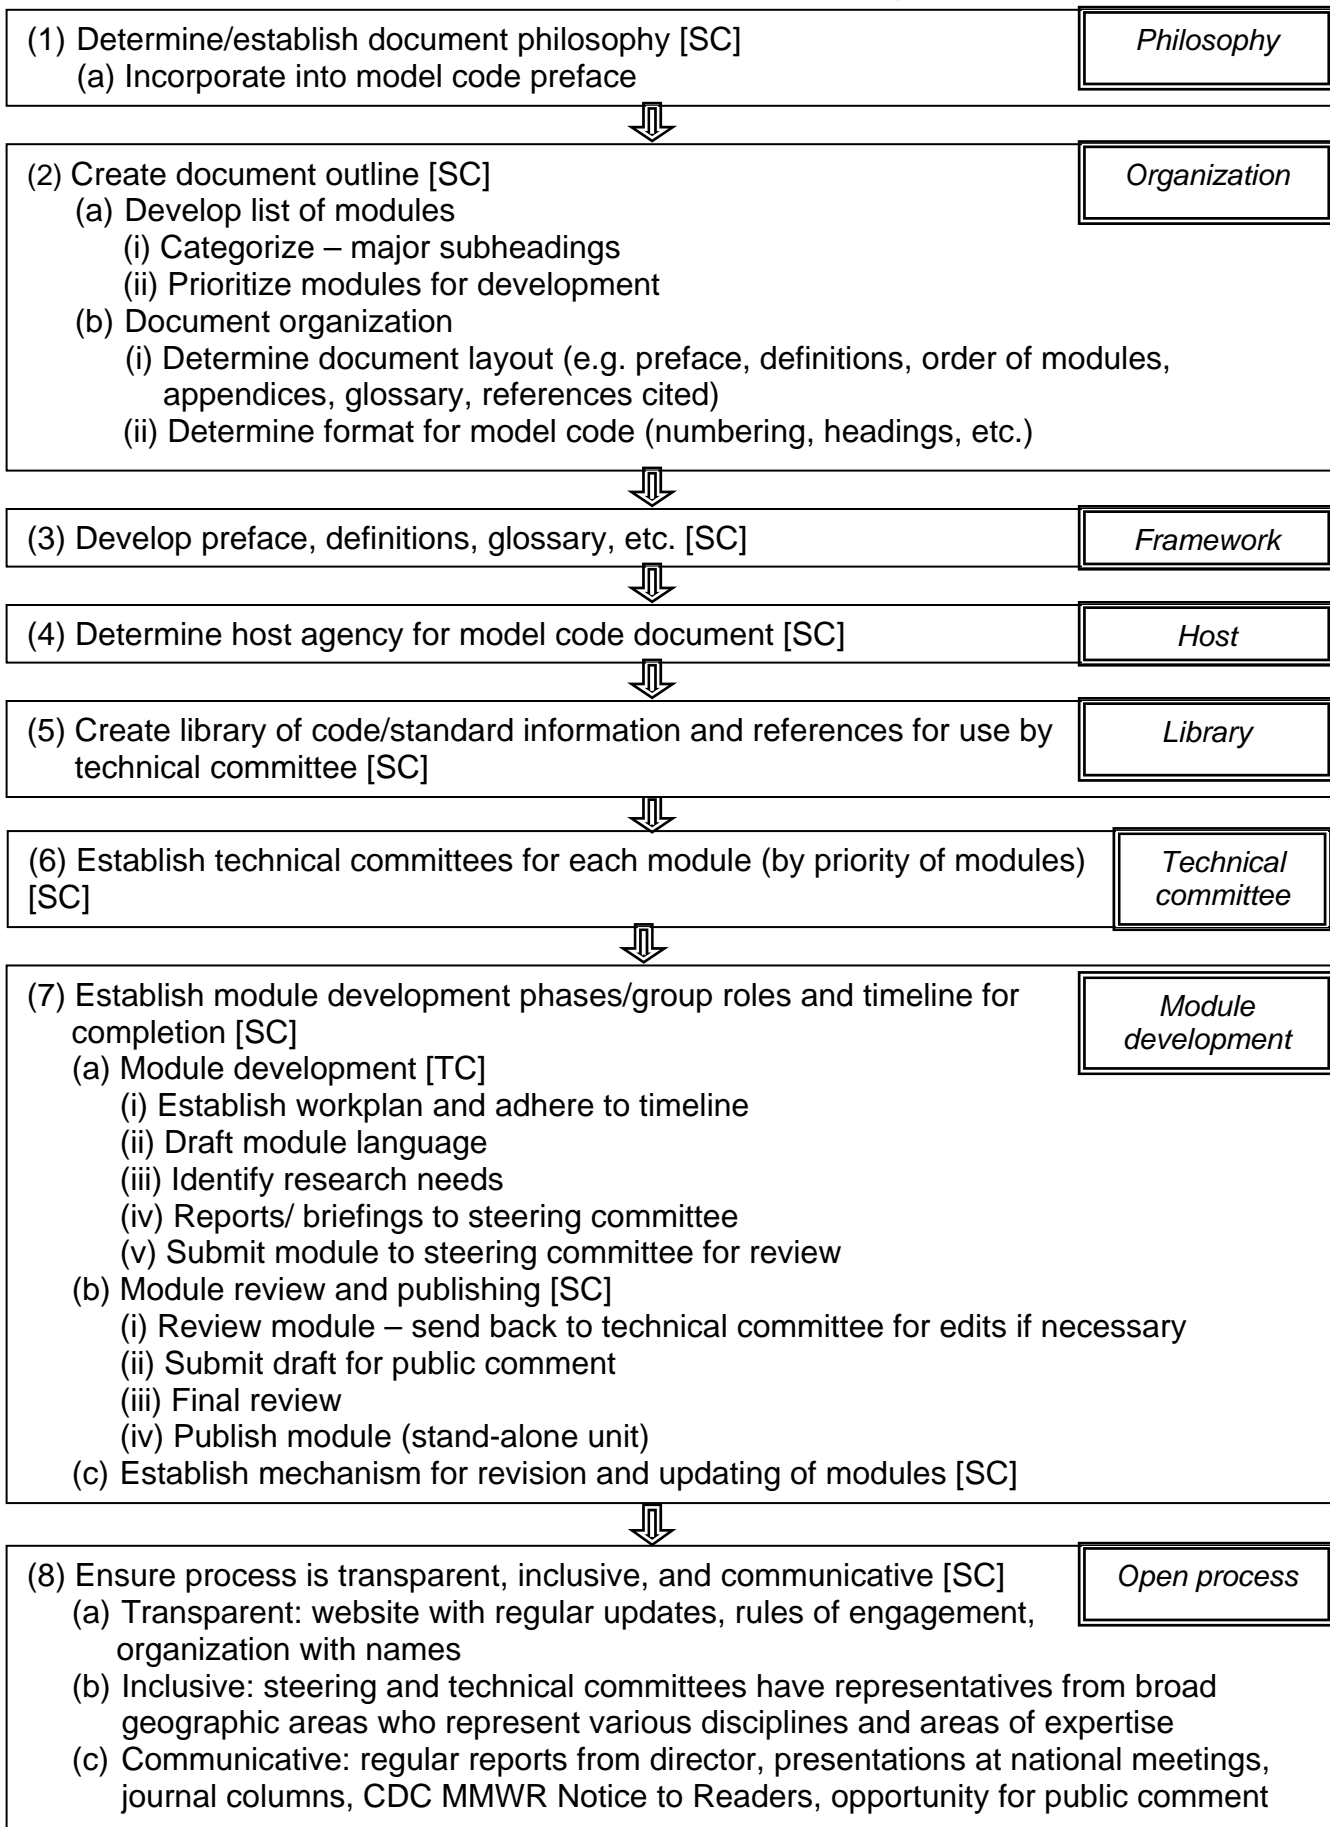 (1) Determine/establish document philosophy [SC]
(a) Incorporate into model code preface
Philosophy
(2) Create document outline [SC]
(a) Develop list of modules
(i) Categorize – major subheadings
(ii) Prioritize modules for development
(b) Document organization
(i) Determine document layout (e.g. preface, definitions, order of modules,
appendices, glossary, references cited)
(ii) Determine format for model code (numbering, headings, etc.)
Organization
(3) Develop preface, definitions, glossary, etc. [SC]
Framework
(4) Determine host agency for model code document [SC]
Host
(5) Create library of code/standard information and references for use by
technical committee [SC]
Library
(6) Establish technical committees for each module (by priority of modules)
[SC]
Technical
committee
(7) Establish module development phases/group roles and timeline for
completion [SC]
(a) Module development [TC]
(i) Establish workplan and adhere to timeline
(ii) Draft module language
(iii) Identify research needs
(iv) Reports/ briefings to steering committee
(v) Submit module to steering committee for review
(b) Module review and publishing [SC]
(i) Review module – send back to technical committee for edits if necessary
(ii) Submit draft for public comment
(iii) Final review
(iv) Publish module (stand-alone unit)
(c) Establish mechanism for revision and updating of modules [SC]
Module
development
(8) Ensure process is transparent, inclusive, and communicative [SC]
(a) Transparent: website with regular updates, rules of engagement,
organization with names
(b) Inclusive: steering and technical committees have representatives from broad
geographic areas who represent various disciplines and areas of expertise
(c) Communicative: regular reports from director, presentations at national meetings,
journal columns, CDC MMWR Notice to Readers, opportunity for public comment
Open process